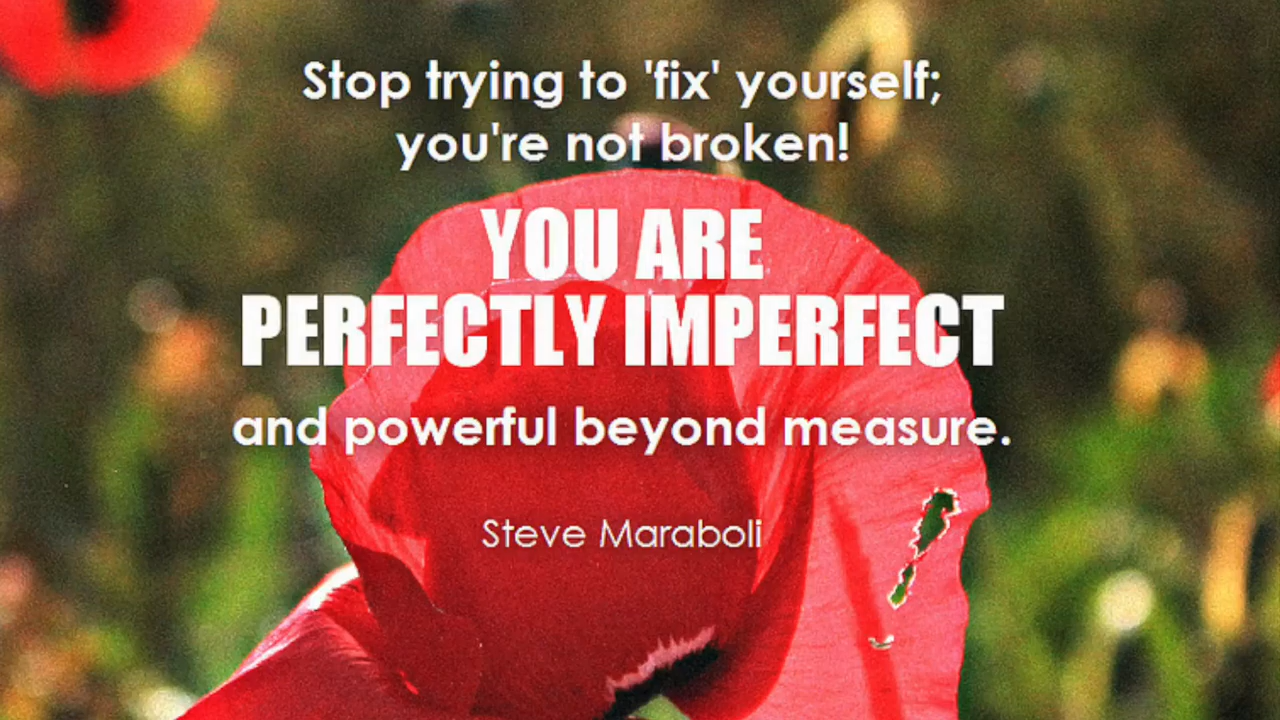 Stop trying to 'fix' yourself;
you're not broken!
YOU ARE
PERFECTLY IMPERFECT
and powerful beyond measure.
Steve Maraboli